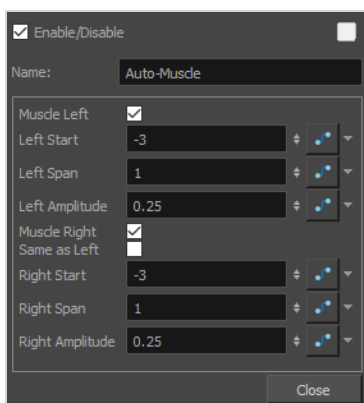 Enable/Disable
Name: Auto-Muscle
Muscle Left
Left Start -3
Left Span 1
Left Amplitude 0.25
Muscle Right
Same as Left
Right Start -3
Right Span 1
Right Amplitude 0.25
Close